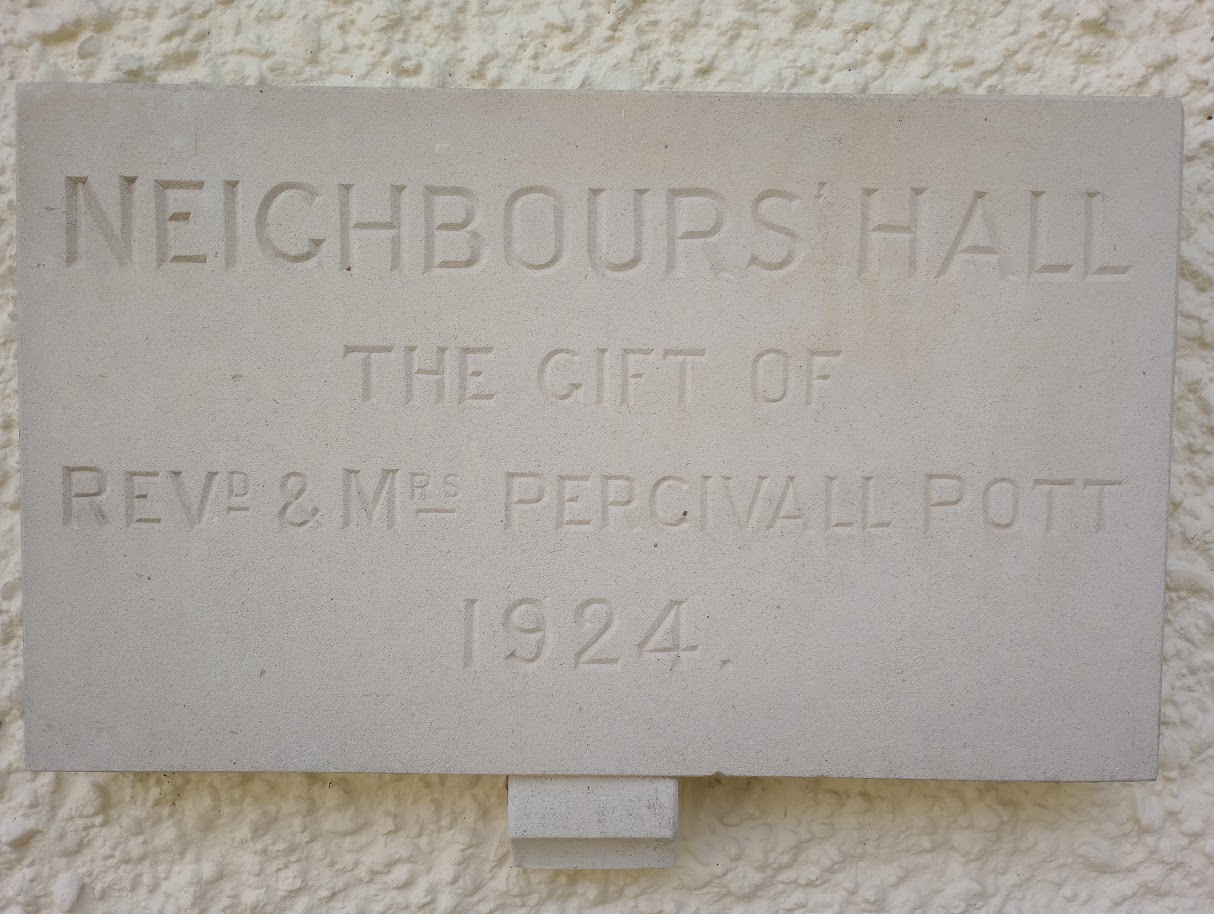 NEIGHBOURS' HALL
THE GIFT OF
REVD & MRS PERCIVALL POTT
1924.